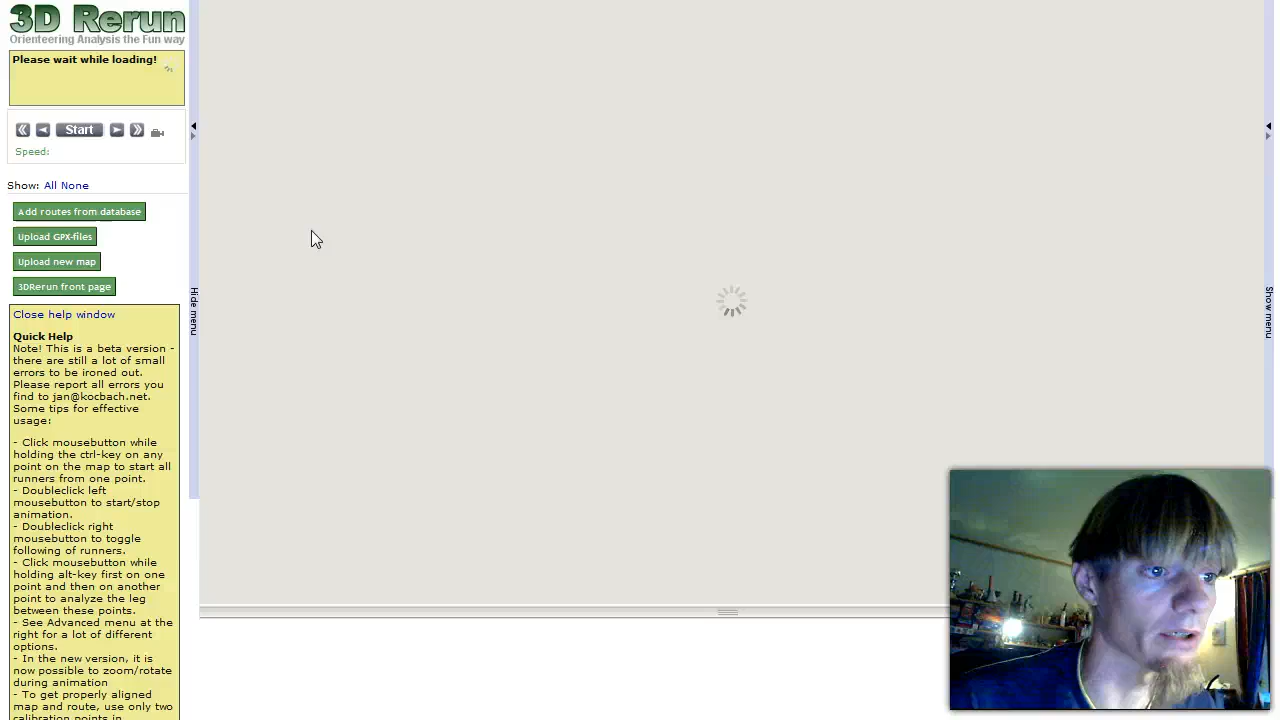 3D Rerun
Orienteering Analysis the Fun way
Please wait while loading!
Start
Speed:
Show: All None
Add routes from database
Upload GPX-files
Upload new map
3DRerun front page
Close help window
Quick Help
Note! This is a beta version -
there are still a lot of small
errors to be ironed out.
Please report all errors you
find to jan@kocbach.net.
Some tips for effective
usage:
- Click mousebutton while
holding the ctrl-key on any
point on the map to start all
runners from one point.
- Doubleclick left
mousebutton to start/stop
animation.
- Doubleclick right
mousebutton to toggle
following of runners.
- Click mousebutton while
holding alt-key first on one
point and then on another
point to analyze the leg
between these points.
- See Advanced menu at the
right for a lot of different
options.
- In the new version, it is
now possible to zoom/rotate
during animation
- To get properly aligned
map and route, use only two
calibration points in
Hide menu
Show menu